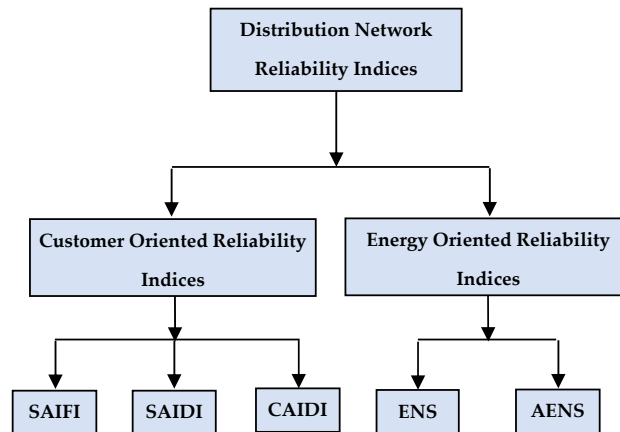 Distribution Network
Reliability Indices
Customer Oriented Reliability
Indices
Energy Oriented Reliability
Indices
SAIFI
SAIDI
CAIDI
ENS
AENS